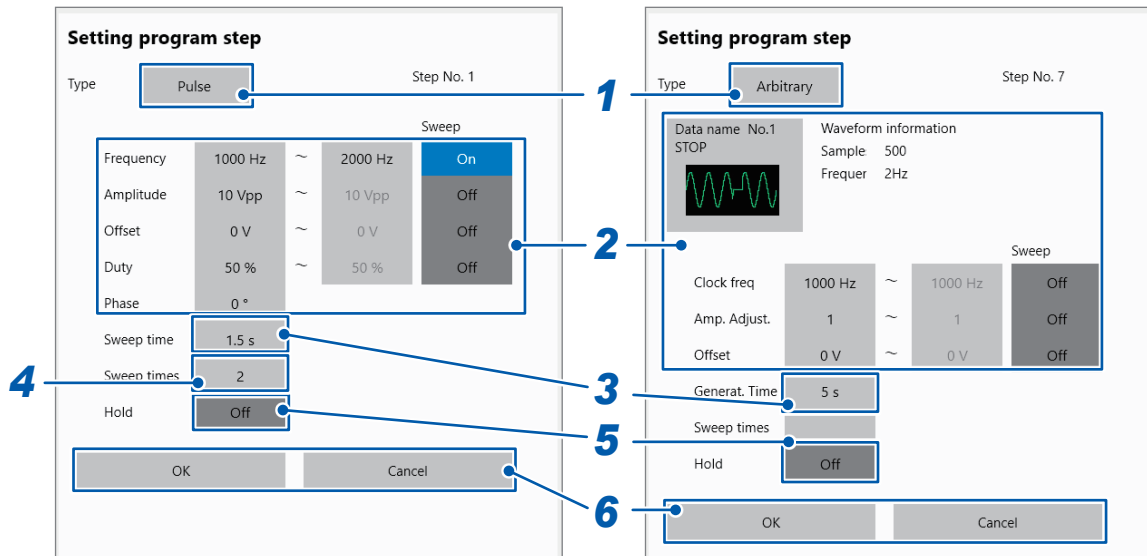 Setting program step
Type Pulse Step No. 1
Sweep
Frequency 1000 Hz ~ 2000 Hz On
Amplitude 10 Vpp ~ 10 Vpp Off
Offset 0 V ~ 0 V Off
Duty 50 % ~ 50 % Off
Phase 0 °
Sweep time 1.5 s
Sweep times 2
Hold Off
OK Cancel
1
2
3
4
5
6
Setting program step
Type Arbitrary Step No. 7
Data name No.1 Waveform information
STOP Sample 500
Frequer 2Hz
Sweep
Clock freq 1000 Hz ~ 1000 Hz Off
Amp. Adjust. 1 ~ 1 Off
Offset 0 V ~ 0 V Off
Generat. Time 5 s
Sweep times
Hold Off
OK Cancel